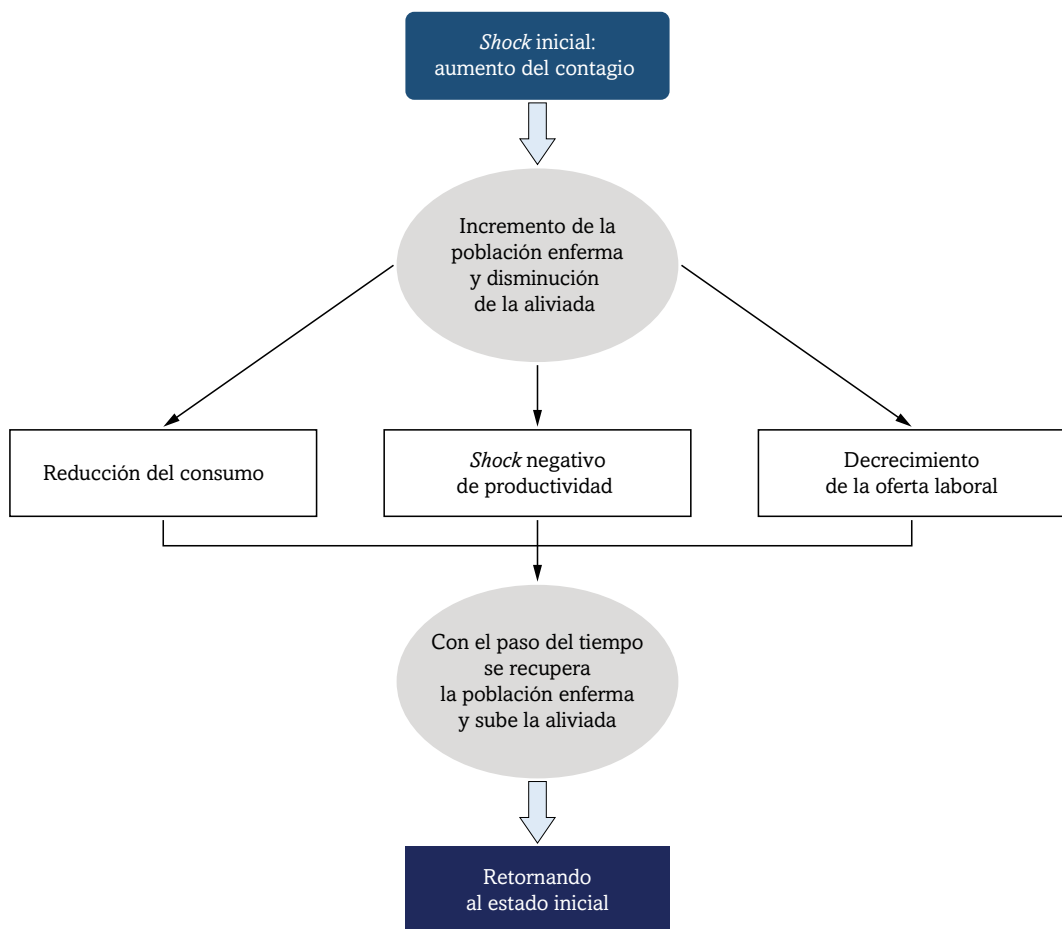 Shock inicial:
aumento del contagio
Incremento de la
población enferma
y disminución
de la aliviada
Reducción del consumo
Shock negativo
de productividad
Decrecimiento
de la oferta laboral
Con el paso del tiempo
se recupera
la población enferma
y sube la aliviada
Retornando
al estado inicial